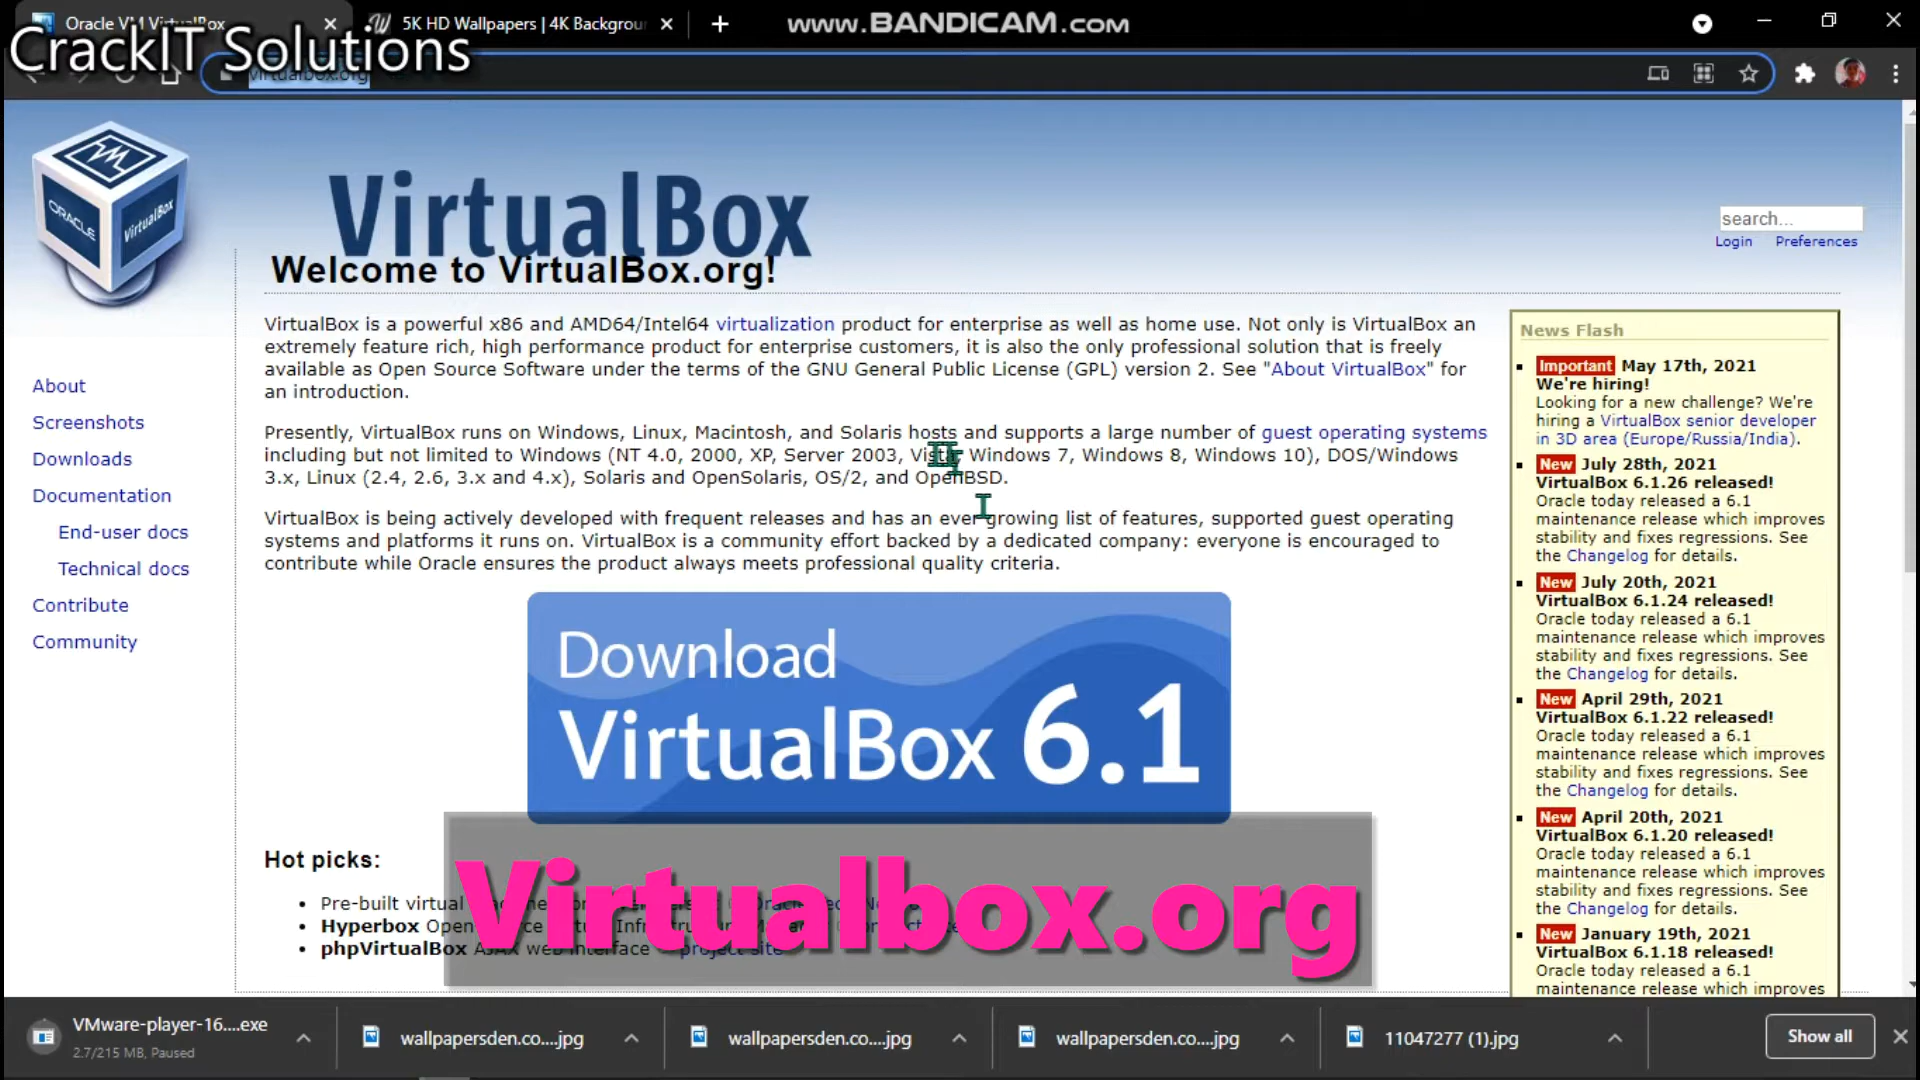 Oracle VM VirtualBox
5K HD Wallpapers | 4K Backgrou
WWW.BANDICAM.COM
CrackIT Solutions
virtualbox.org
ORACLE
VirtualBox
VirtualBox
search...
Login Preferences
Welcome to VirtualBox.org!
About
Screenshots
Downloads
Documentation
End-user docs
Technical docs
Contribute
Community
VirtualBox is a powerful x86 and AMD64/Intel64 virtualization product for enterprise as well as home use. Not only is VirtualBox an
extremely feature rich, high performance product for enterprise customers, it is also the only professional solution that is freely
available as Open Source Software under the terms of the GNU General Public License (GPL) version 2. See "About VirtualBox" for
an introduction.
Presently, VirtualBox runs on Windows, Linux, Macintosh, and Solaris hosts and supports a large number of guest operating systems
including but not limited to Windows (NT 4.0, 2000, XP, Server 2003, Vista, Windows 7, Windows 8, Windows 10), DOS/Windows
3.x, Linux (2.4, 2.6, 3.x and 4.x), Solaris and OpenSolaris, OS/2, and OpenBSD.
VirtualBox is being actively developed with frequent releases and has an ever growing list of features, supported guest operating
systems and platforms it runs on. VirtualBox is a community effort backed by a dedicated company: everyone is encouraged to
contribute while Oracle ensures the product always meets professional quality criteria.
Download
VirtualBox 6.1
Hot picks:
Pre-built virtual
Hyperbox
phpVirtualBox AJAX web interface project site
Virtualbox.org
News Flash
Important May 17th, 2021
We're hiring!
Looking for a new challenge? We're
hiring a VirtualBox senior developer
in 3D area (Europe/Russia/India).
New July 28th, 2021
VirtualBox 6.1.26 released!
Oracle today released a 6.1
maintenance release which improves
stability and fixes regressions. See
the Changelog for details.
New July 20th, 2021
VirtualBox 6.1.24 released!
Oracle today released a 6.1
maintenance release which improves
stability and fixes regressions. See
the Changelog for details.
New April 29th, 2021
VirtualBox 6.1.22 released!
Oracle today released a 6.1
maintenance release which improves
stability and fixes regressions. See
the Changelog for details.
New April 20th, 2021
VirtualBox 6.1.20 released!
Oracle today released a 6.1
maintenance release which improves
stability and fixes regressions. See
the Changelog for details.
New January 19th, 2021
VirtualBox 6.1.18 released!
Oracle today released a 6.1
maintenance release which improves
VMware-player-16....exe
2.7/215 MB, Paused
wallpapersden.co....jpg
wallpapersden.co....jpg
wallpapersden.co....jpg
11047277 (1).jpg
Show all